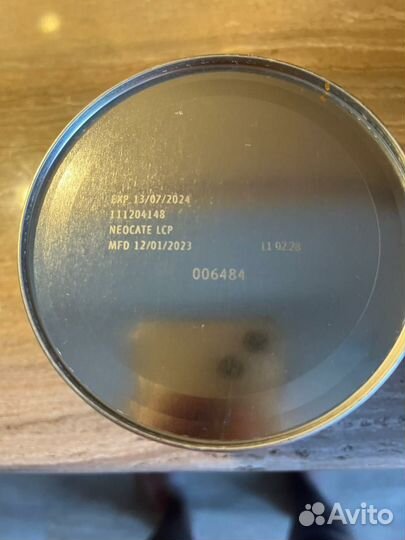 EXP 13/07/2024
111204148
NEOCATE LCP
MFD 12/01/2023 L1 92.28
006484
Avito